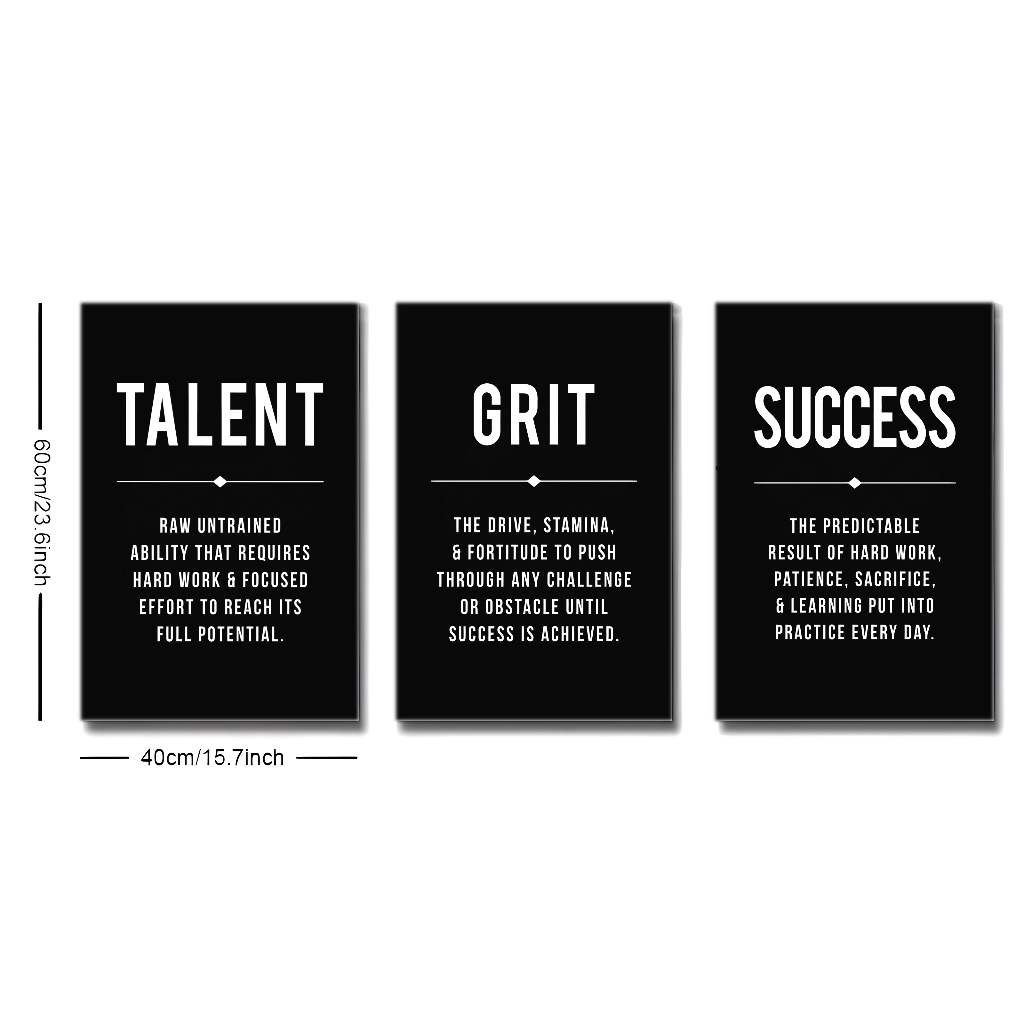 60cm/23.6inch
TALENT
RAW UNTRAINED
ABILITY THAT REQUIRES
HARD WORK & FOCUSED
EFFORT TO REACH ITS
FULL POTENTIAL.
GRIT
THE DRIVE, STAMINA,
& FORTITUDE TO PUSH
THROUGH ANY CHALLENGE
OR OBSTACLE UNTIL
SUCCESS IS ACHIEVED.
SUCCESS
THE PREDICTABLE
RESULT OF HARD WORK,
PATIENCE, SACRIFICE,
& LEARNING PUT INTO
PRACTICE EVERY DAY.
40cm/15.7inch